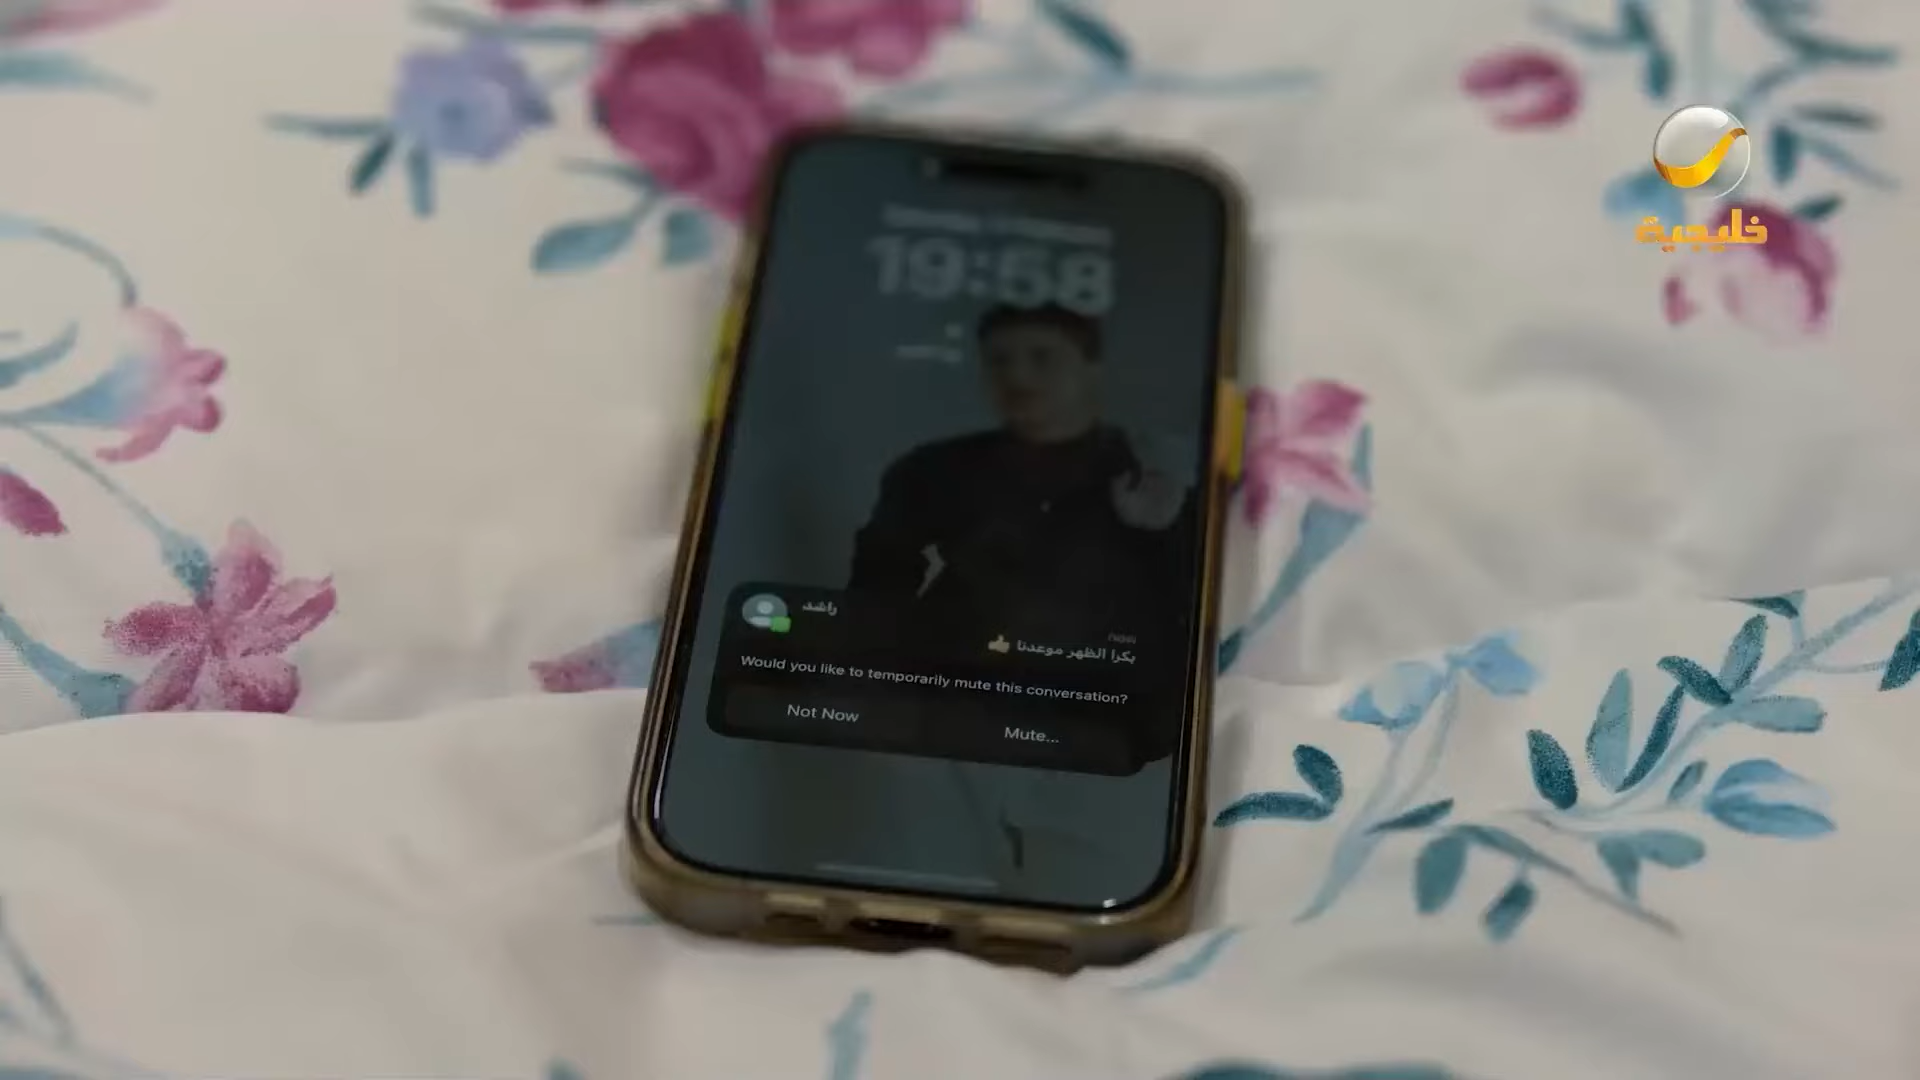 خليجية
19:58
راشد
now
بكرا الظهر موعدنا 👍
Would you like to temporarily mute this conversation?
Not Now
Mute...